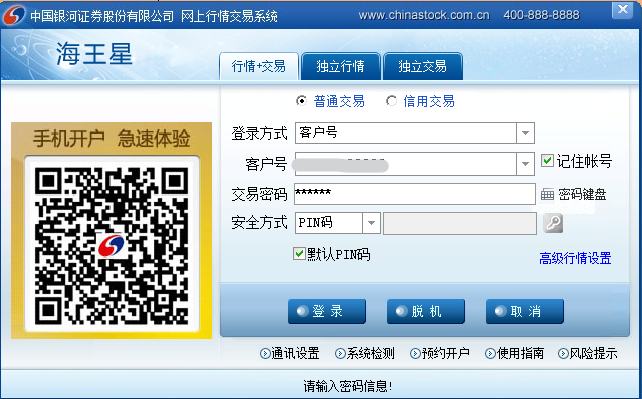 中国银河证券股份有限公司 网上行情交易系统 www.chinastock.com.cn 400-888-8888
海王星
行情+交易 独立行情 独立交易
普通交易 信用交易
手机开户 急速体验
登录方式 客户号
客户号 记住帐号
交易密码 ****** 密码键盘
安全方式 PIN码
默认PIN码
高级行情设置
登录 脱机 取消
通讯设置 系统检测 预约开户 使用指南 风险提示
请输入密码信息!